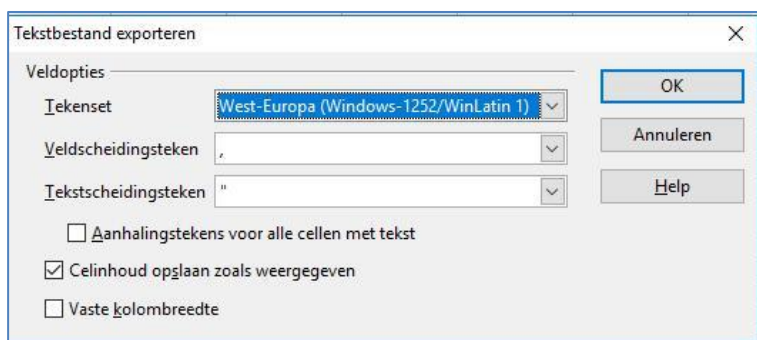 Tekstbestand exporteren
Veldopties
Tekenset West-Europa (Windows-1252/WinLatin 1)
Veldscheidingsteken ,
Tekstscheidingsteken "
Aanhalingstekens voor alle cellen met tekst
Celinhoud opslaan zoals weergegeven
Vaste kolombreedte
OK
Annuleren
Help